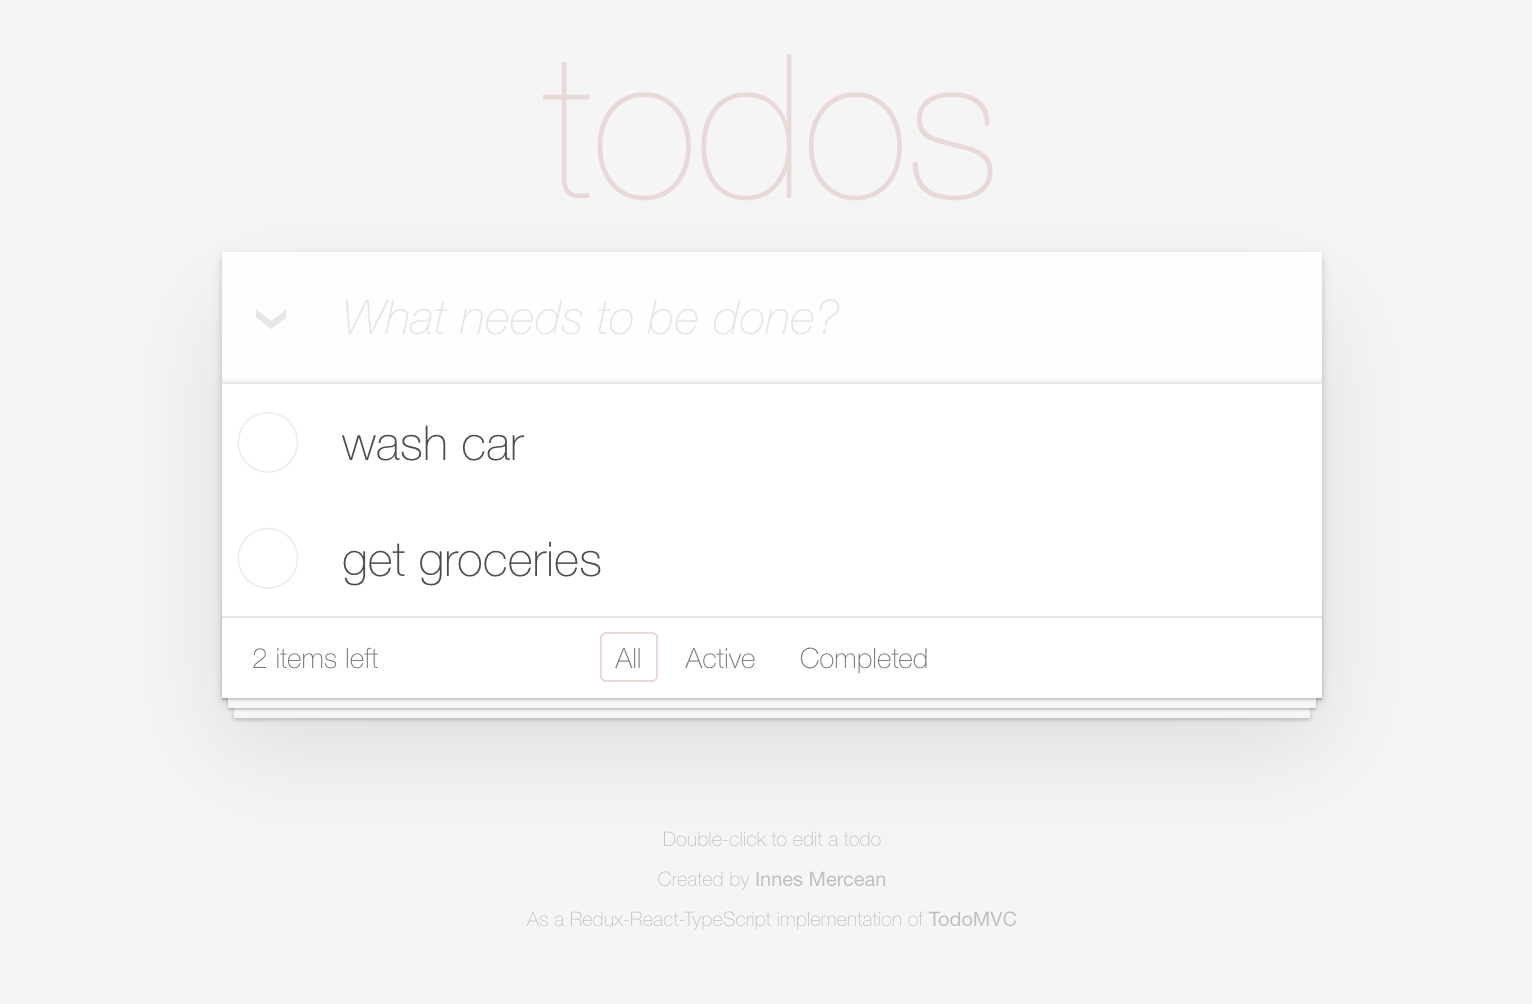 todos
What needs to be done?
wash car
get groceries
2 items left All Active Completed
Double-click to edit a todo
Created by Innes Mercean
As a Redux-React-TypeScript implementation of TodoMVC